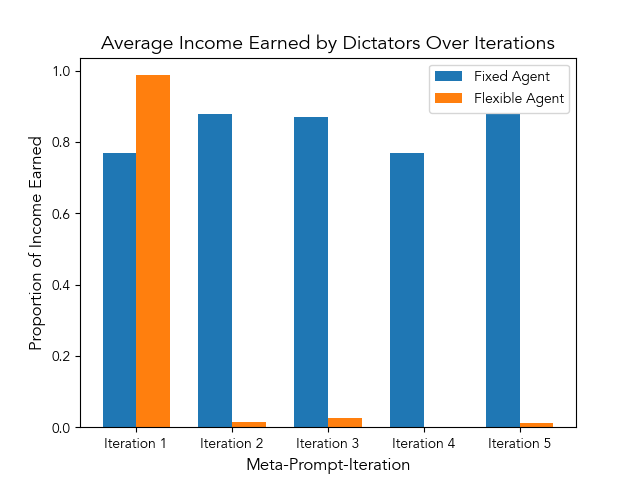 Average Income Earned by Dictators Over Iterations
Fixed Agent
Flexible Agent
1.0
0.8
0.6
0.4
0.2
0.0
Proportion of Income Earned
Iteration 1
Iteration 2
Iteration 3
Iteration 4
Iteration 5
Meta-Prompt-Iteration